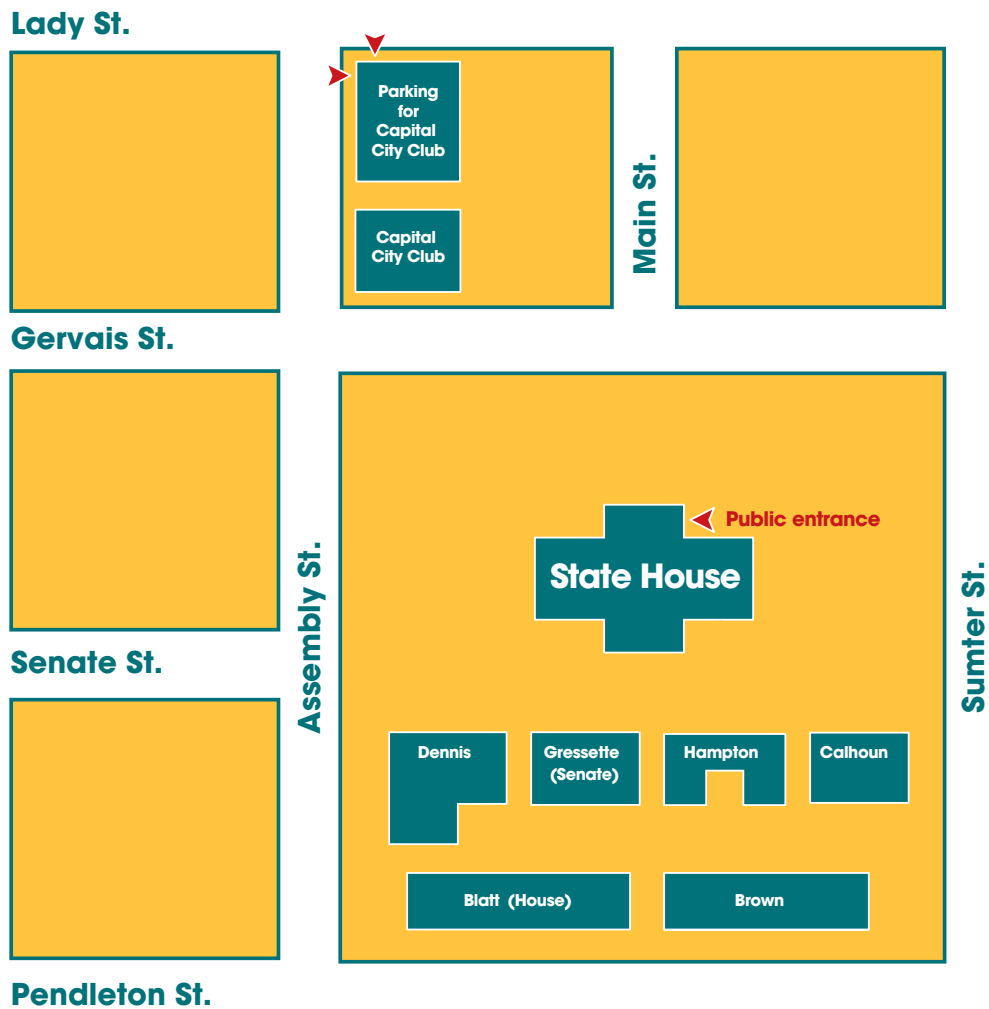 Lady St.
Parking
for
Capital
City Club
Capital
City Club
Main St.
Gervais St.
Public entrance
State House
Assembly St.
Sumter St.
Senate St.
Dennis
Gressette
(Senate)
Hampton
Calhoun
Blatt (House)
Brown
Pendleton St.